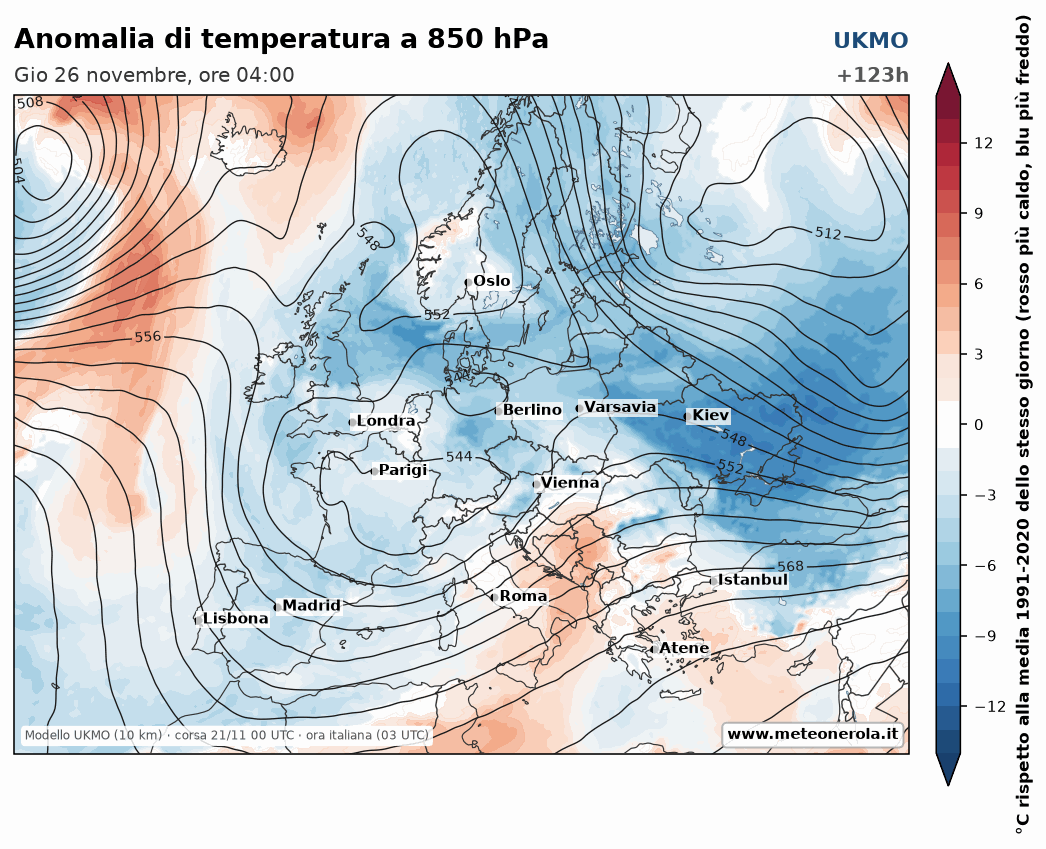 Anomalia di temperatura a 850 hPa
UKMO
Gio 26 novembre, ore 04:00
+123h
508
504
548
512
Oslo
552
556
544
Londra
Berlino
Varsavia
Kiev
548
Parigi
544
552
Vienna
568
Istanbul
Madrid
Roma
Lisbona
Atene
Modello UKMO (10 km) · corsa 21/11 00 UTC · ora italiana (03 UTC)
www.meteonerola.it
12
9
6
3
0
−3
−6
−9
−12
°C rispetto alla media 1991-2020 dello stesso giorno (rosso più caldo, blu più freddo)